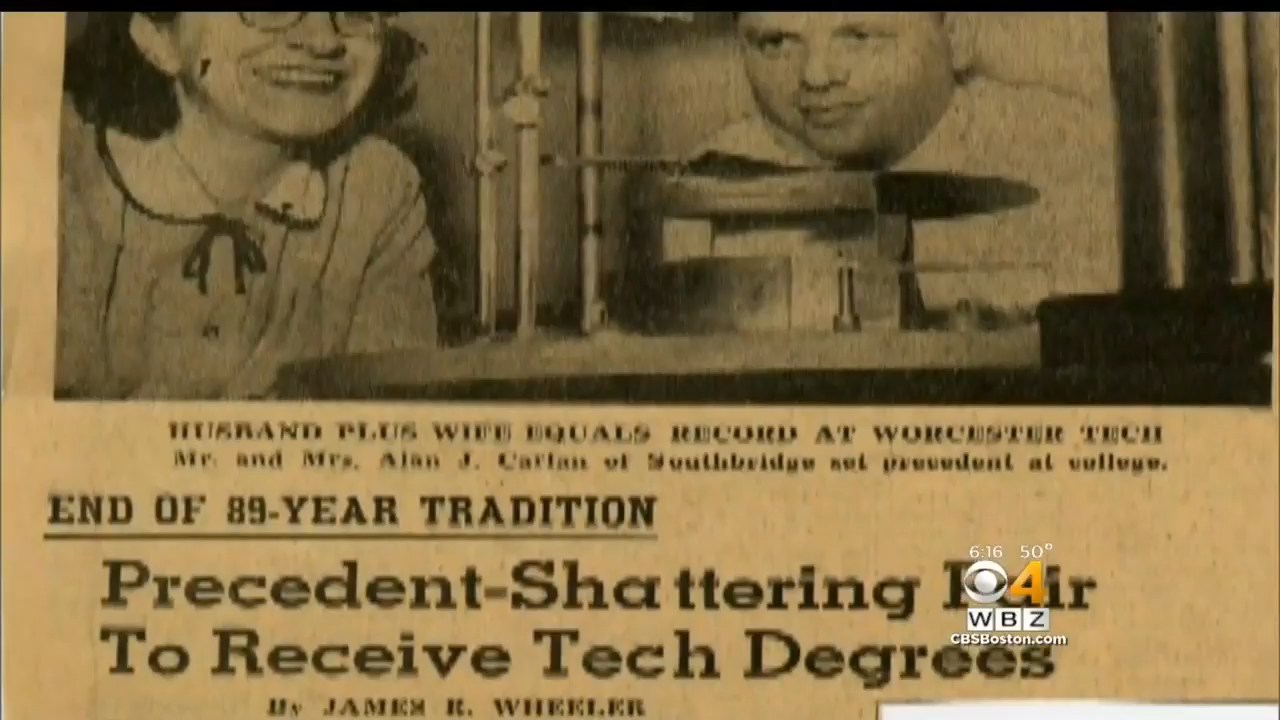 HUSBAND PLUS WIFE EQUALS RECORD AT WORCESTER TECH
Mr. and Mrs. Alan J. Carlan of Southbridge set precedent at college.
END OF 89-YEAR TRADITION
Precedent-Shattering Pair
To Receive Tech Degrees
By JAMES R. WHEELER
6:16 50°
4
WBZ
CBSBoston.com